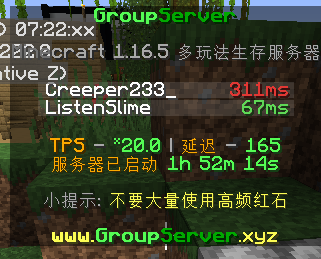 GroupServer
) 07:22:xx
Minecraft 1.16.5 多玩法生存服务器
ative Z)
Creeper233_ 311ms
ListenSlime 67ms
TPS - *20.0 | 延迟 - 165
服务器已启动 1h 52m 14s
小提示: 不要大量使用高频红石
www.GroupServer.xyz